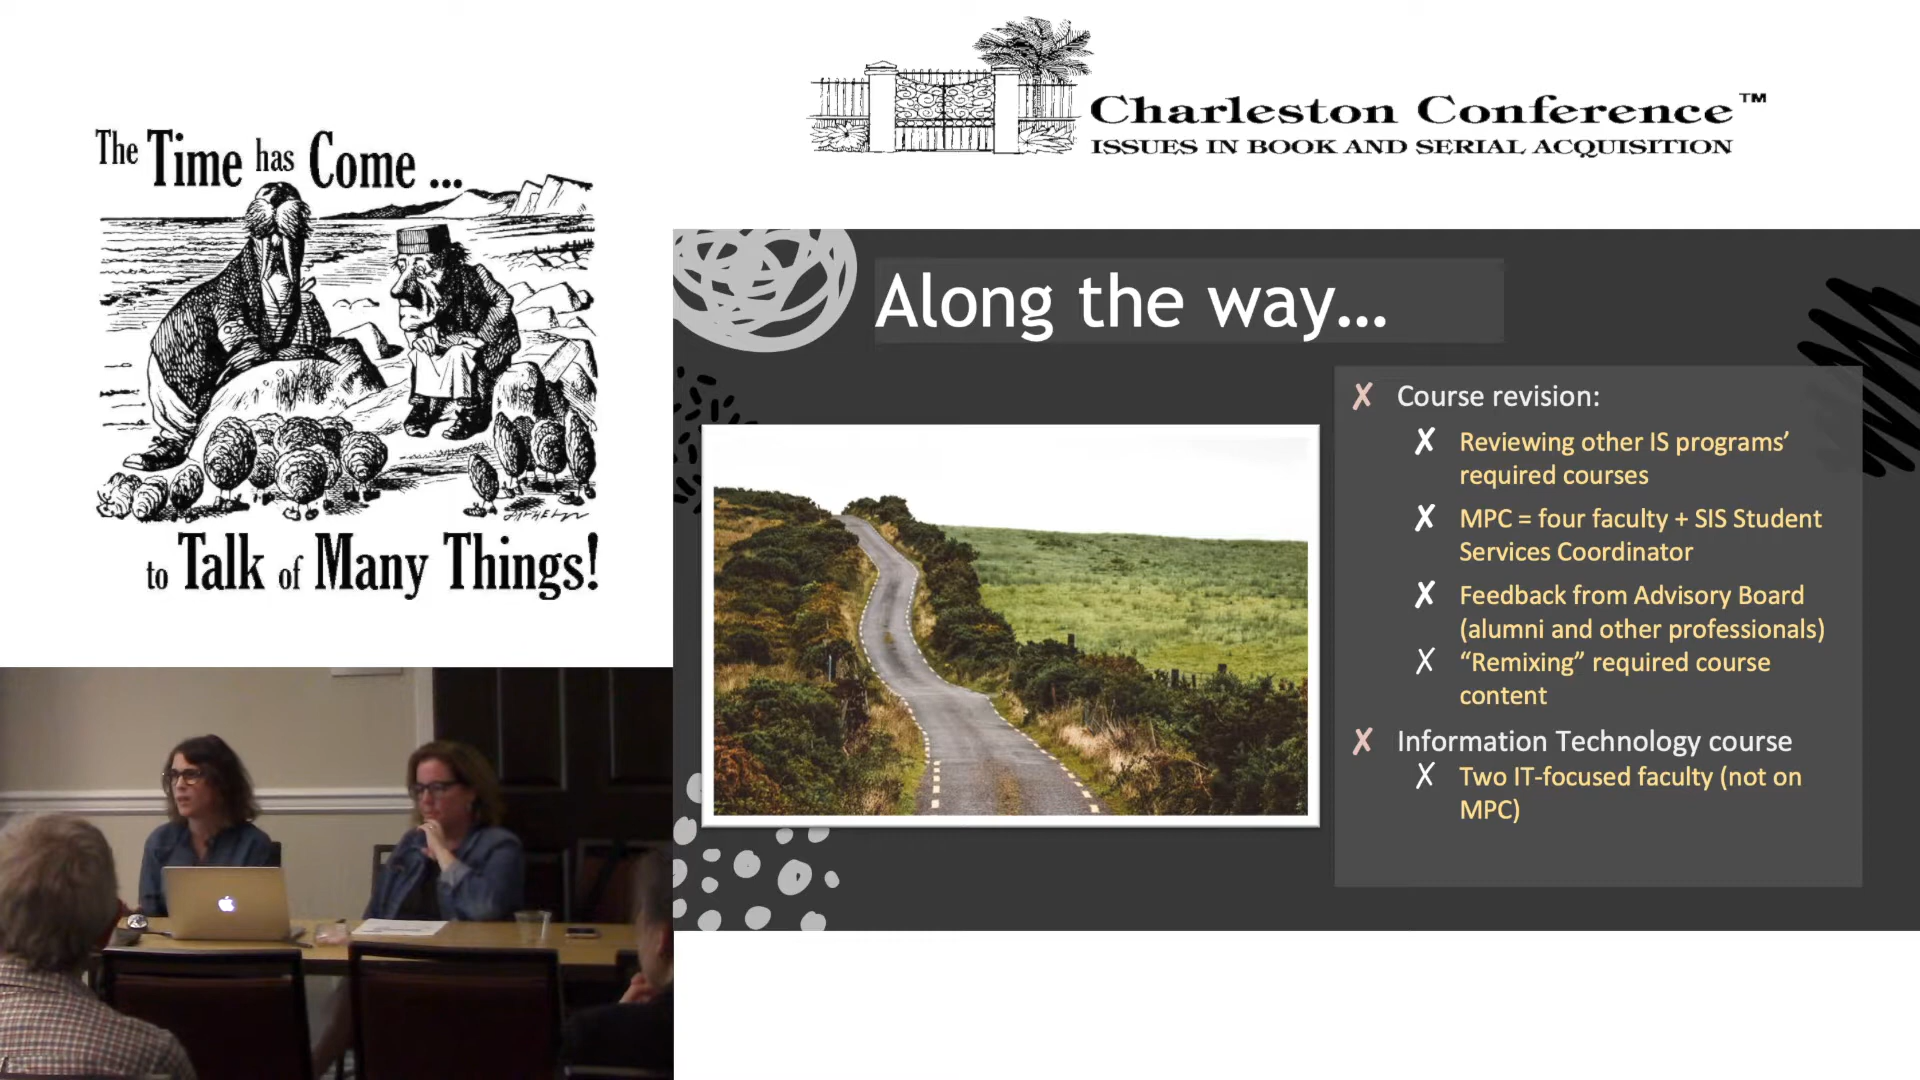 The Time has Come ...
to Talk of Many Things!
Charleston Conference™
ISSUES IN BOOK AND SERIAL ACQUISITION
Along the way...
✗ Course revision:
✗ Reviewing other IS programs’
required courses
✗ MPC = four faculty + SIS Student
Services Coordinator
✗ Feedback from Advisory Board
(alumni and other professionals)
✗ “Remixing” required course
content
✗ Information Technology course
✗ Two IT-focused faculty (not on
MPC)